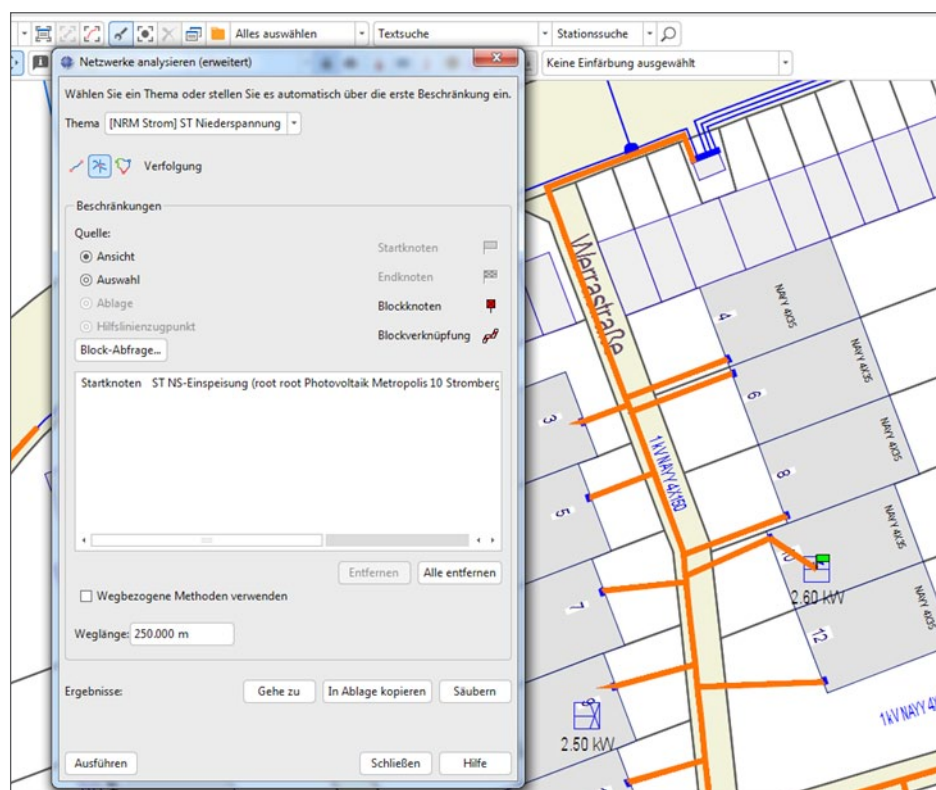 Alles auswählen
Textsuche
Stationssuche
Netzwerke analysieren (erweitert)
Keine Einfärbung ausgewählt
Wählen Sie ein Thema oder stellen Sie es automatisch über die erste Beschränkung ein.
Thema [NRM Strom] ST Niederspannung
Verfolgung
Beschränkungen
Quelle:
Ansicht
Auswahl
Ablage
Hilfslinienzugpunkt
Block-Abfrage...
Startknoten
Endknoten
Blockknoten
Blockverknüpfung
Startknoten ST NS-Einspeisung (root root Photovoltaik Metropolis 10 Stromberg
Entfernen
Alle entfernen
Wegbezogene Methoden verwenden
Weglänge: 250.000 m
Ergebnisse:
Gehe zu
In Ablage kopieren
Säubern
Ausführen
Schließen
Hilfe
Werrastraße
1 kV NAYY 4X150
NAYY 4X35
NAYY 4X35
NAYY 4X35
NAYY 4X35
NAYY 4X35
4
6
8
10
12
3
5
7
9
2.60 kW
2.50 kW
1 kV NAYY 4